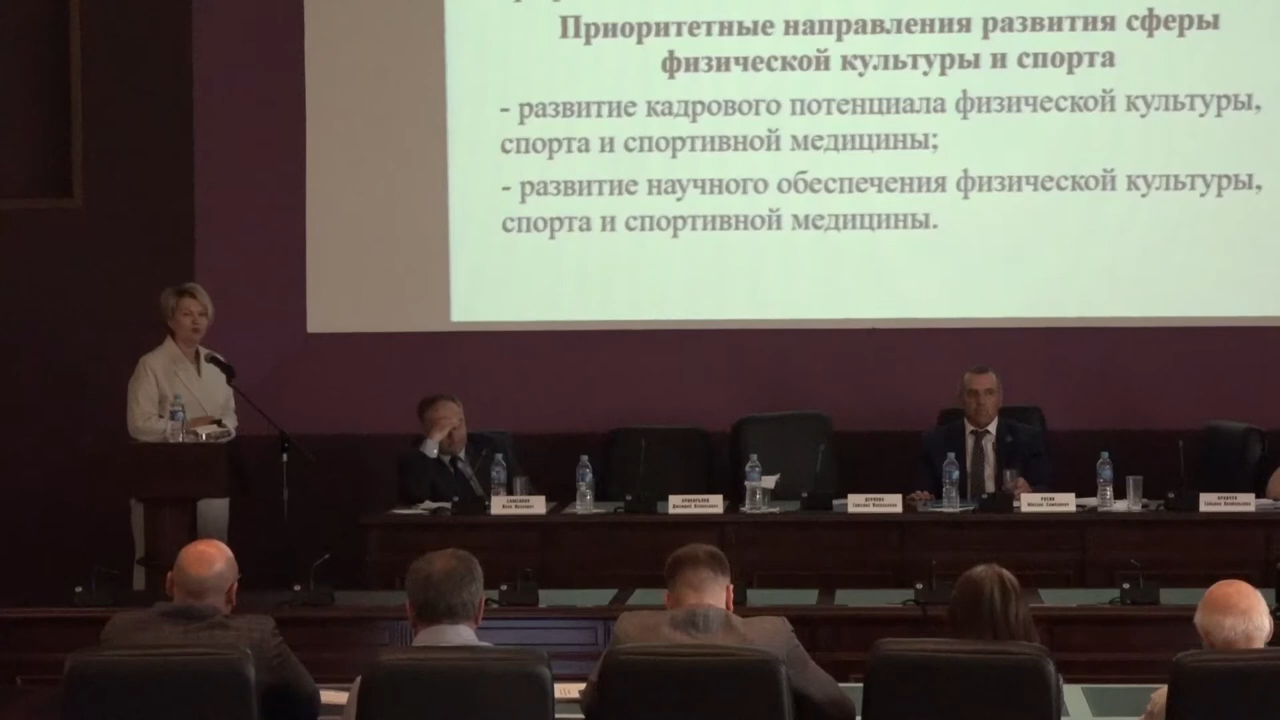 Приоритетные направления развития сферы
физической культуры и спорта
- развитие кадрового потенциала физической культуры,
спорта и спортивной медицины;
- развитие научного обеспечения физической культуры,
спорта и спортивной медицины.